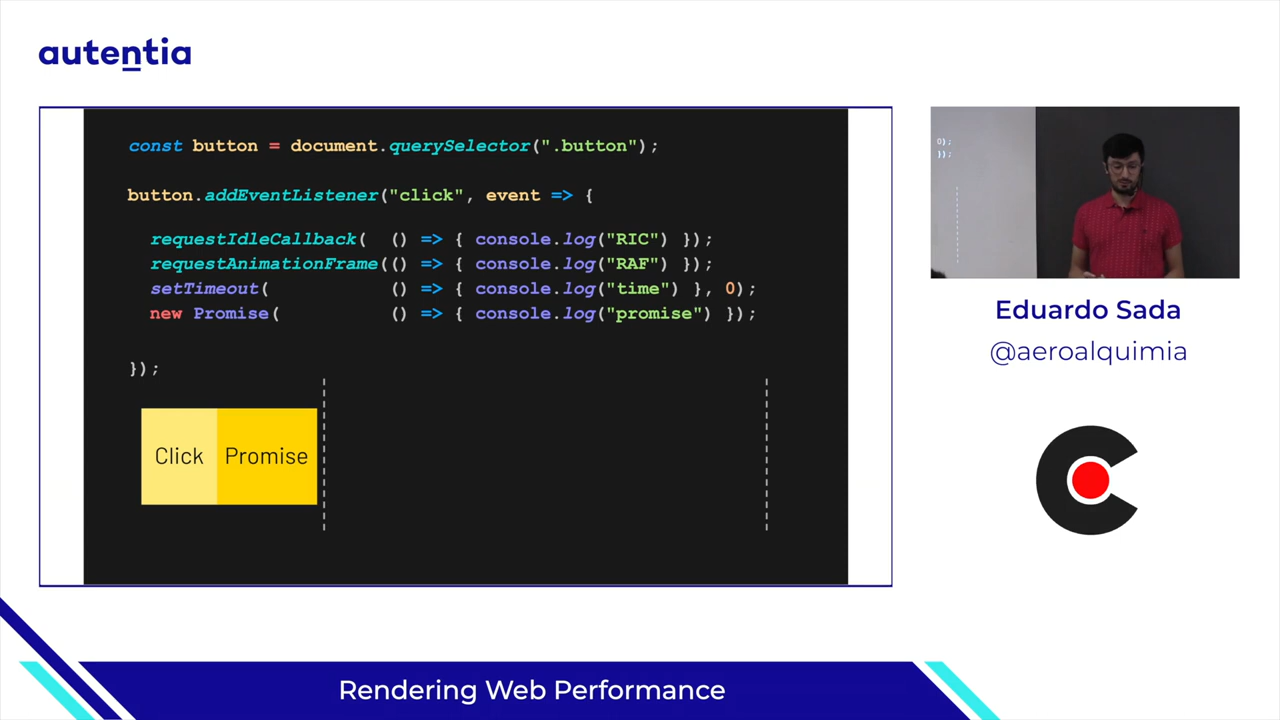 autentia
const button = document.querySelector(".button");
button.addEventListener("click", event => {
requestIdleCallback( () => { console.log("RIC") });
requestAnimationFrame(() => { console.log("RAF") });
setTimeout( () => { console.log("time") }, 0);
new Promise( () => { console.log("promise") });
});
Click Promise
0);
});
Eduardo Sada
@aeroalquimia
Rendering Web Performance